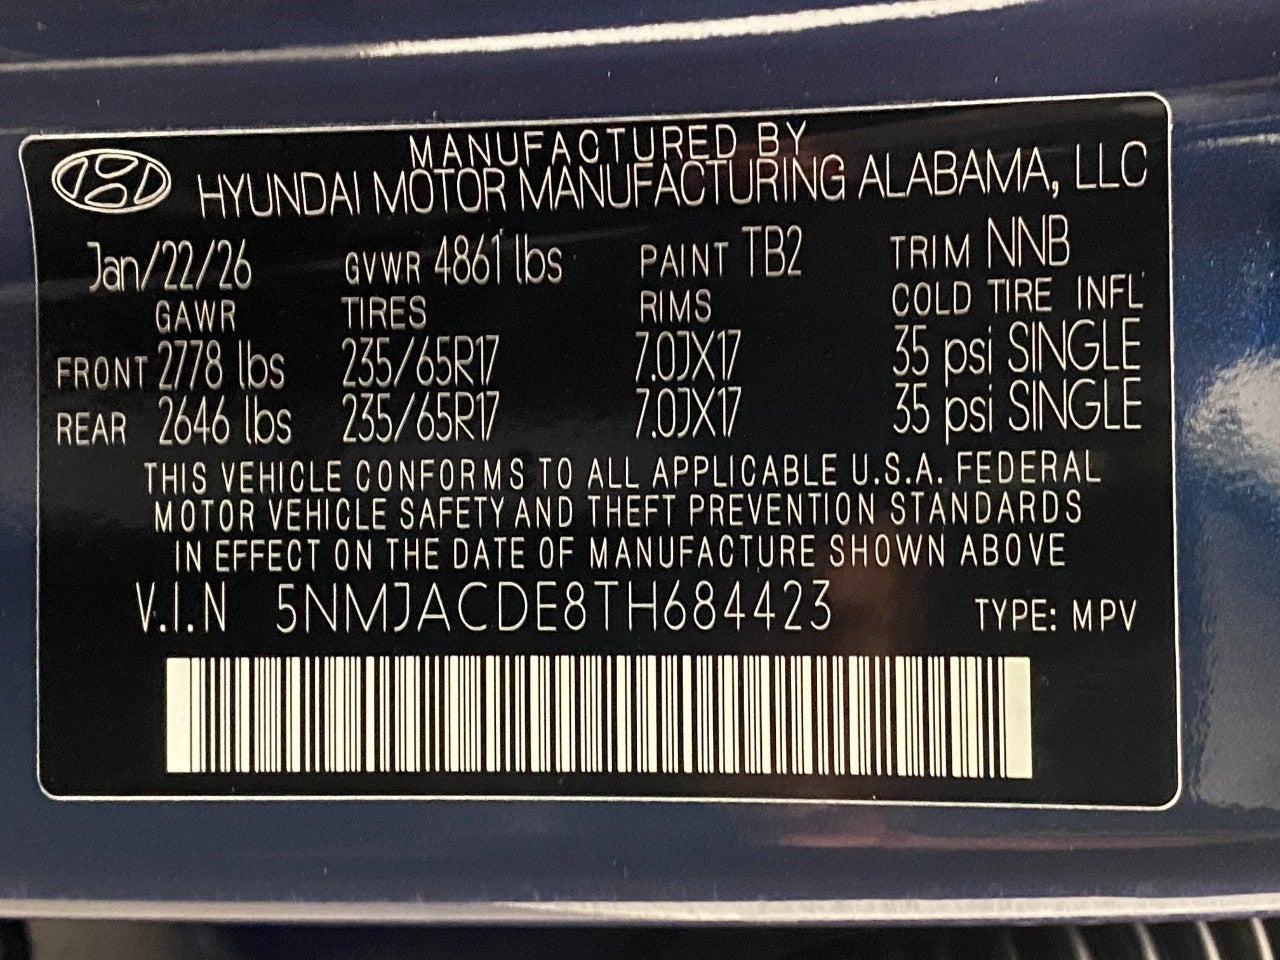 MANUFACTURED BY
HYUNDAI MOTOR MANUFACTURING ALABAMA, LLC
Jan/22/26 GVWR 4861 lbs PAINT TB2 TRIM NNB
GAWR TIRES RIMS COLD TIRE INFL
FRONT 2778 lbs 235/65R17 7.0JX17 35 psi SINGLE
REAR 2646 lbs 235/65R17 7.0JX17 35 psi SINGLE
THIS VEHICLE CONFORMS TO ALL APPLICABLE U.S.A. FEDERAL
MOTOR VEHICLE SAFETY AND THEFT PREVENTION STANDARDS
IN EFFECT ON THE DATE OF MANUFACTURE SHOWN ABOVE
V.I.N 5NMJACDE8TH684423 TYPE: MPV